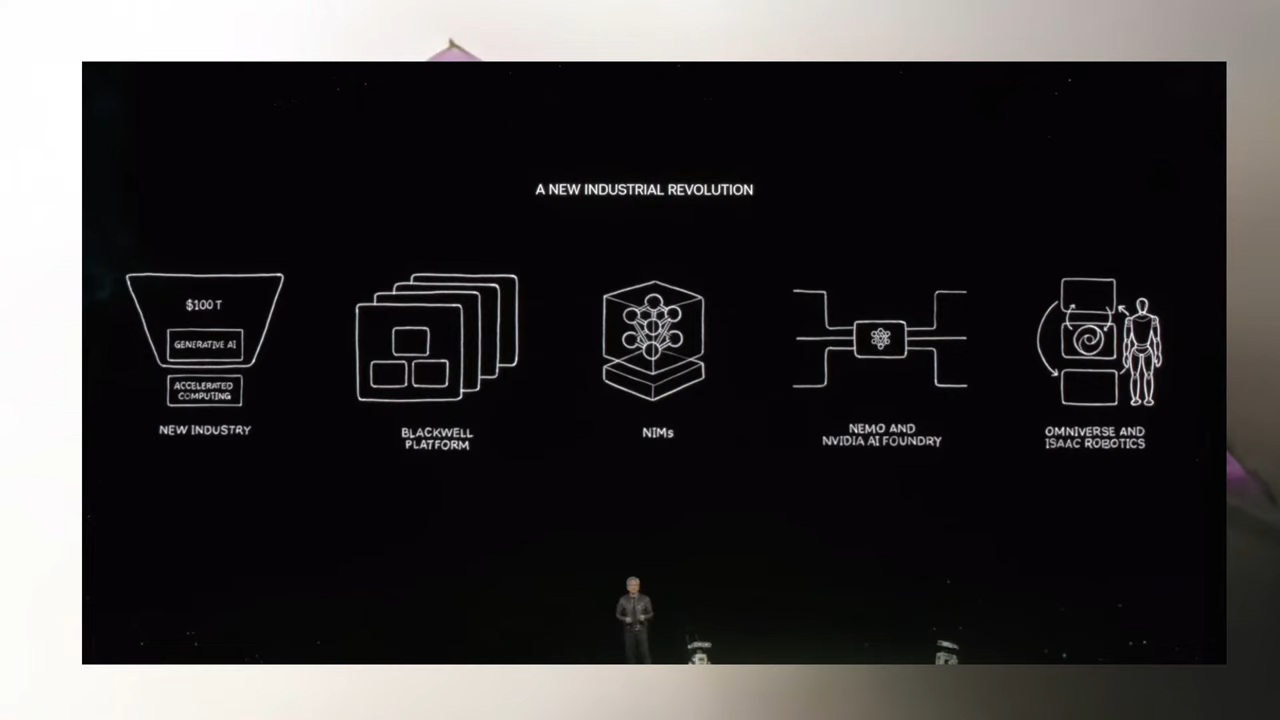 A NEW INDUSTRIAL REVOLUTION
$100 T
GENERATIVE AI
ACCELERATED
COMPUTING
NEW INDUSTRY
BLACKWELL
PLATFORM
NIMs
NEMO AND
NVIDIA AI FOUNDRY
OMNIVERSE AND
ISAAC ROBOTICS